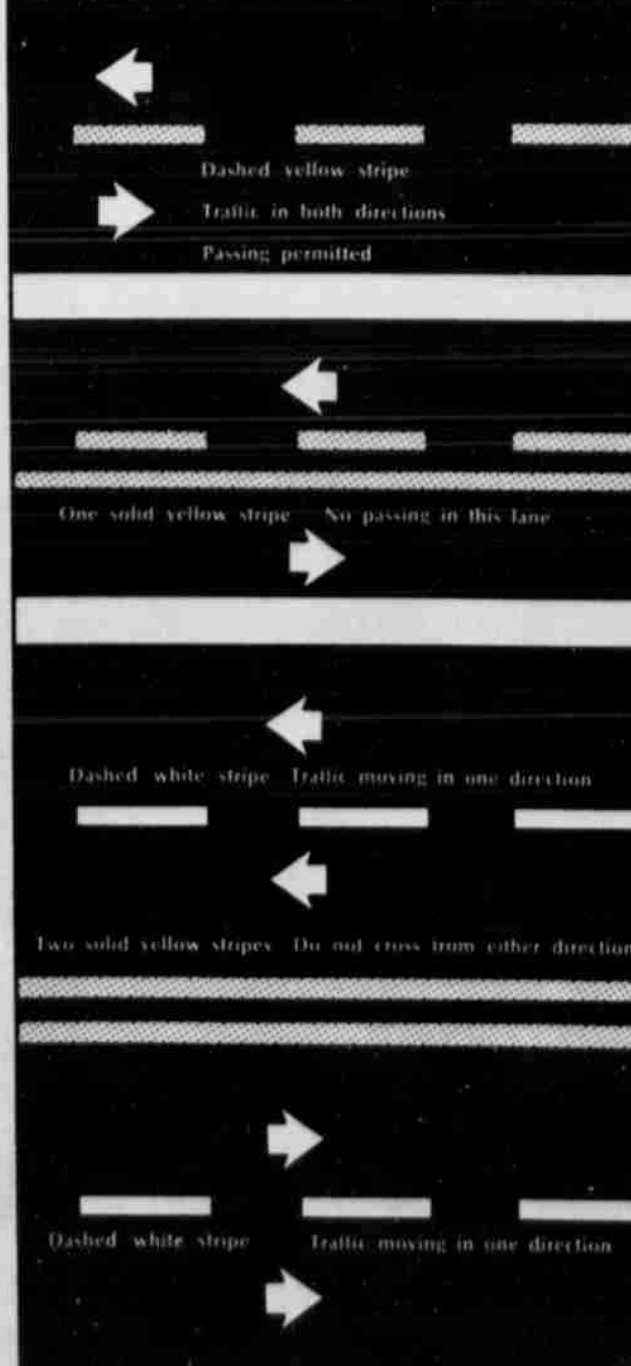 Dashed yellow stripe
Traffic in both directions
Passing permitted
One solid yellow stripe No passing in this lane
Dashed white stripe Traffic moving in one direction
Two solid yellow stripes Do not cross from either direction
Dashed white stripe Traffic moving in one direction